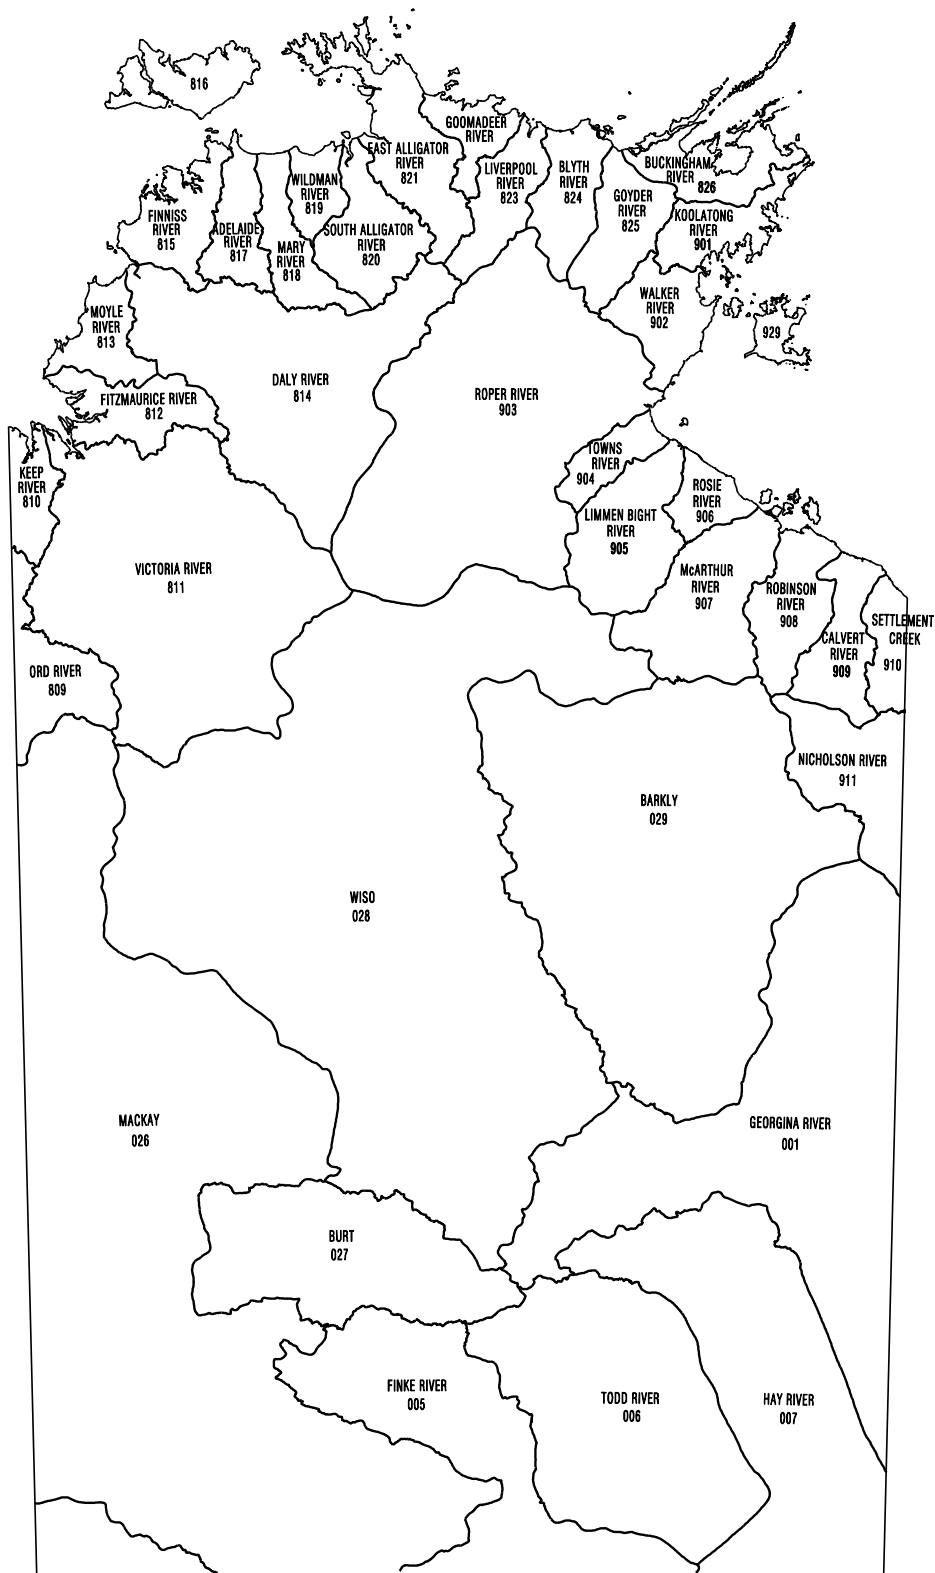 816
GOOMADEER
RIVER
EAST ALLIGATOR
RIVER
821
LIVERPOOL
RIVER
823
BLYTH
RIVER
824
BUCKINGHAM
RIVER
826
WILDMAN
RIVER
819
GOYDER
RIVER
825
FINNISS
RIVER
815
ADELAIDE
RIVER
817
MARY
RIVER
818
SOUTH ALLIGATOR
RIVER
820
KOOLATONG
RIVER
901
WALKER
RIVER
902
929
MOYLE
RIVER
813
DALY RIVER
814
ROPER RIVER
903
FITZMAURICE RIVER
812
TOWNS
RIVER
904
KEEP
RIVER
810
ROSIE
RIVER
906
LIMMEN BIGHT
RIVER
905
VICTORIA RIVER
811
McARTHUR
RIVER
907
ROBINSON
RIVER
908
CALVERT
RIVER
909
SETTLEMENT
CREEK
910
ORD RIVER
809
NICHOLSON RIVER
911
BARKLY
029
WISO
028
MACKAY
026
GEORGINA RIVER
001
BURT
027
FINKE RIVER
005
TODD RIVER
006
HAY RIVER
007